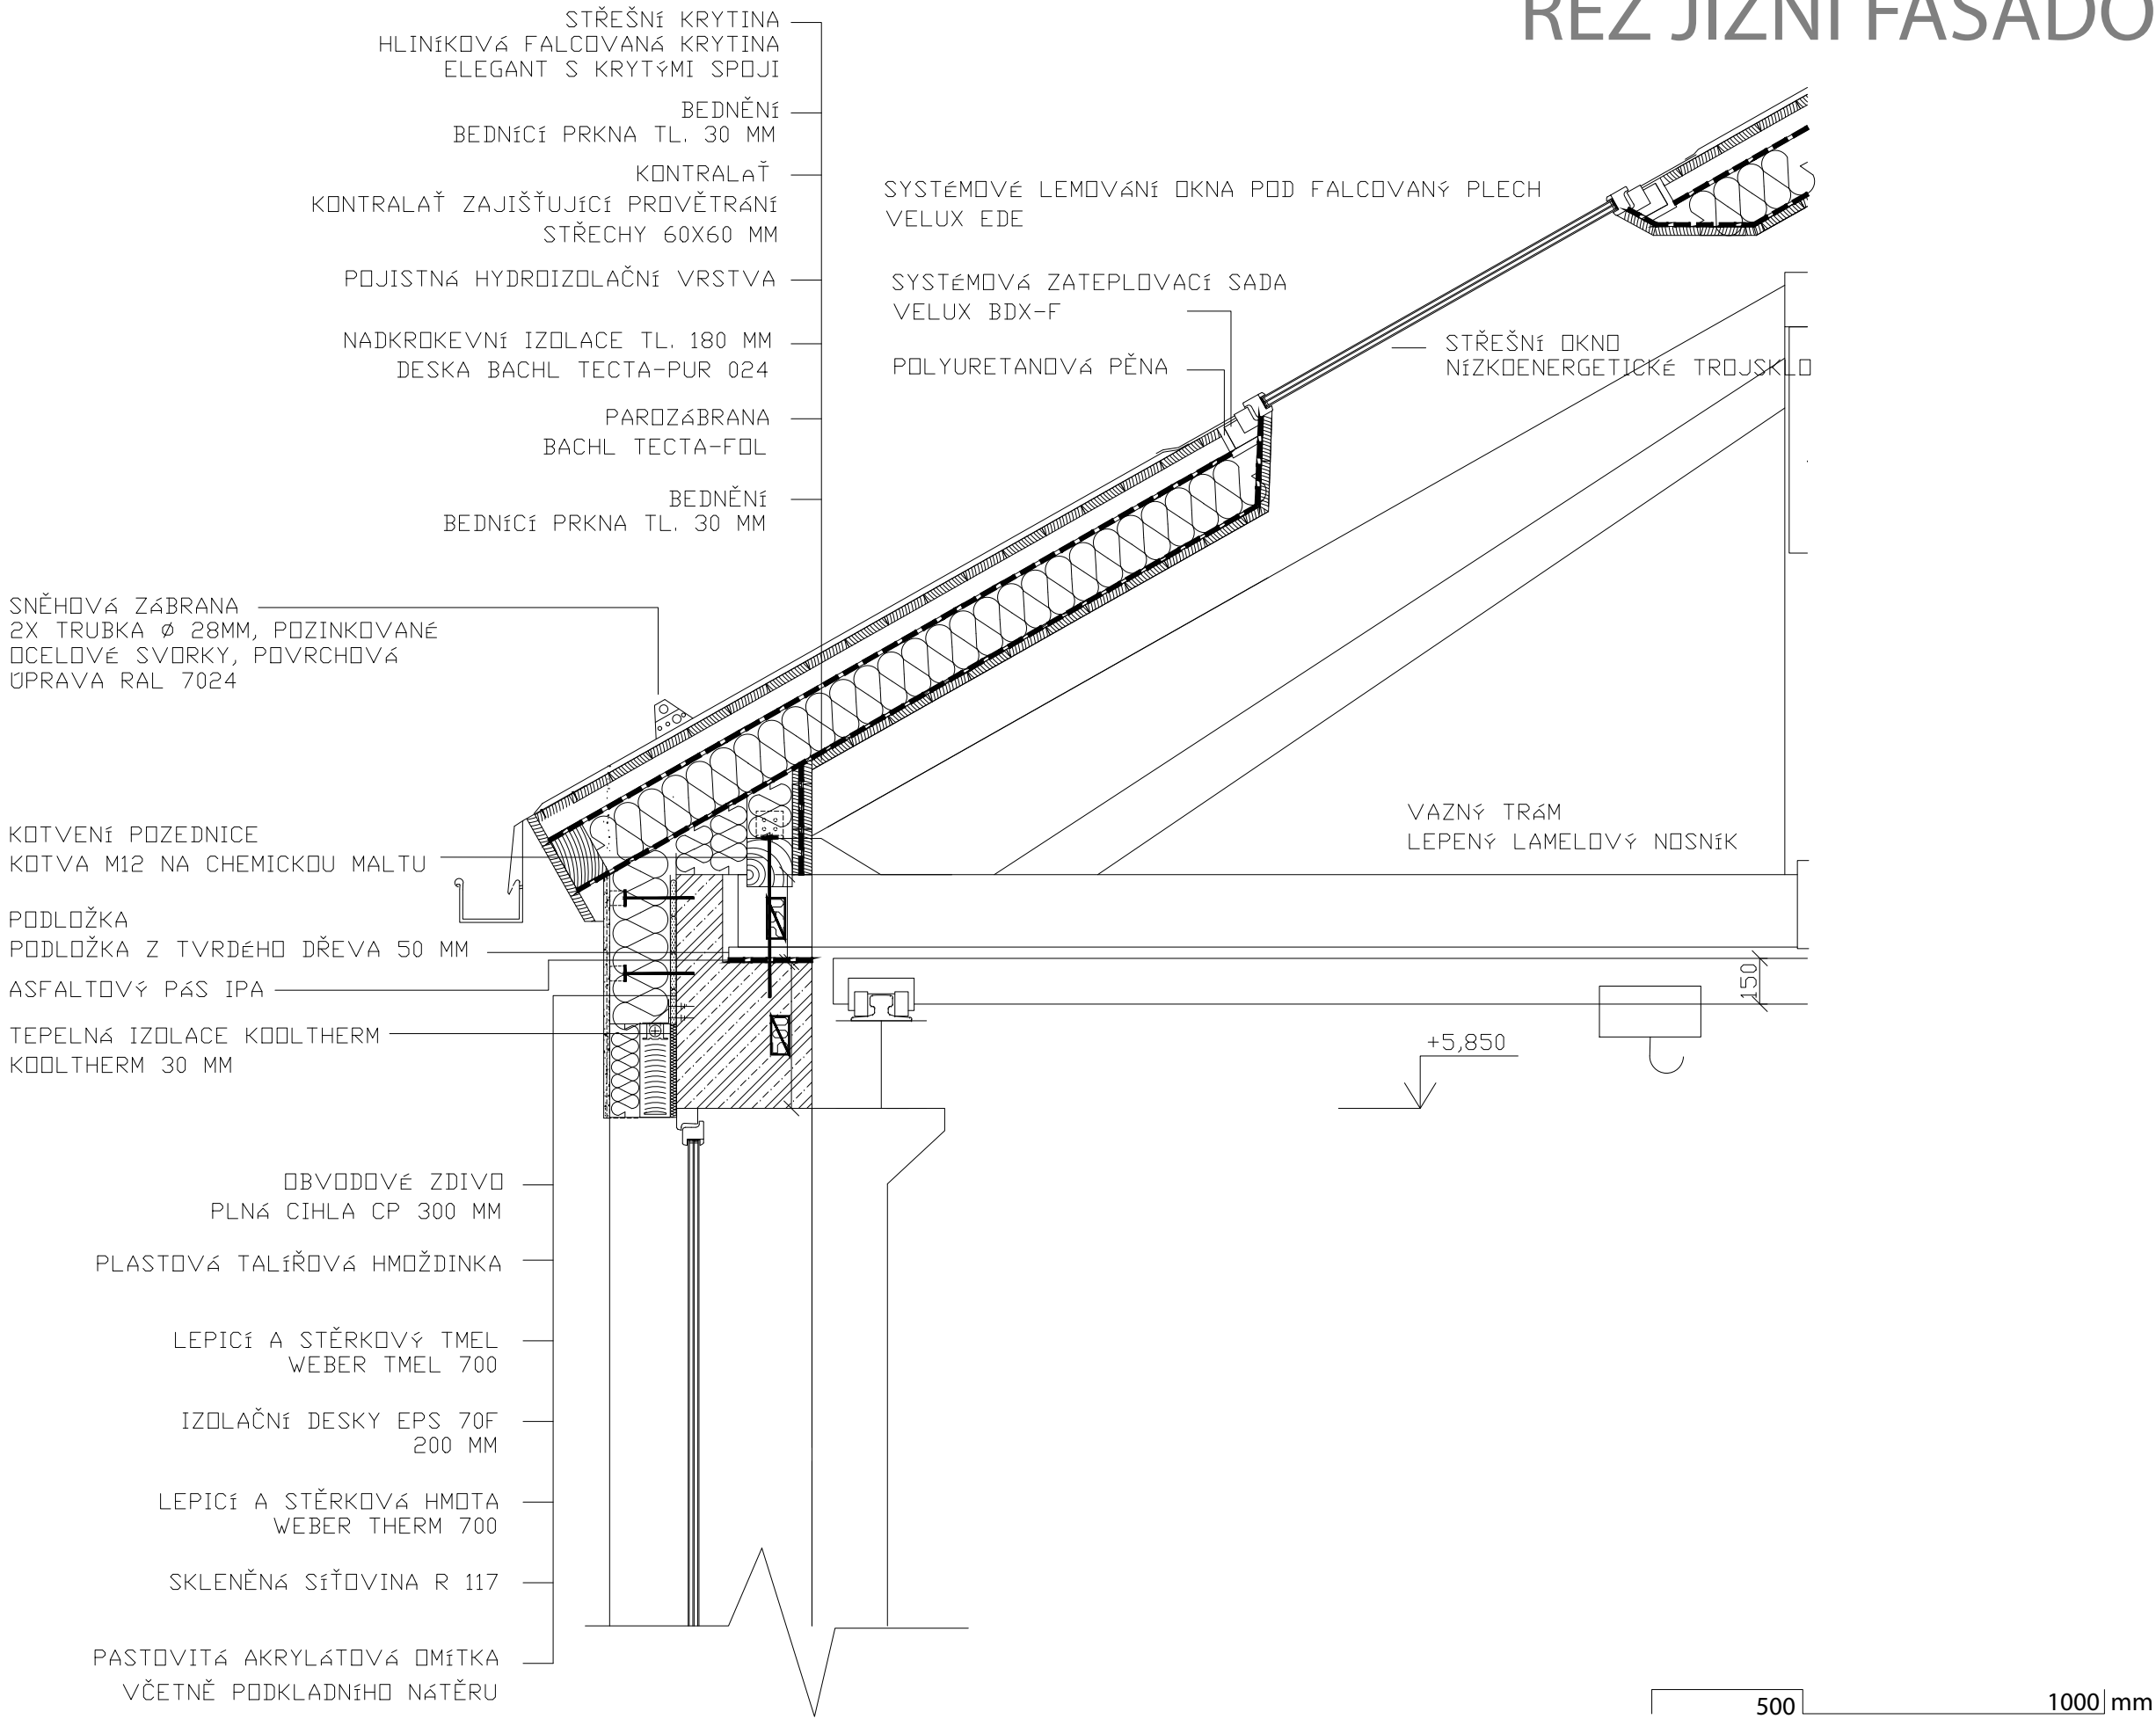 ŘEZ JIŽNÍ FASÁDO
STŘEŠNÍ KRYTINA
HLINÍKOVÁ FALCOVANÁ KRYTINA
ELEGANT S KRYTÝMI SPOJI
BEDNĚNÍ
BEDNÍCÍ PRKNA TL. 30 MM
KONTRALAŤ
KONTRALAŤ ZAJIŠŤUJÍCÍ PROVĚTRÁNÍ
STŘECHY 60X60 MM
POJISTNÁ HYDROIZOLAČNÍ VRSTVA
NADKROKEVNÍ IZOLACE TL. 180 MM
DESKA BACHL TECTA-PUR 024
PAROZÁBRANA
BACHL TECTA-FOL
BEDNĚNÍ
BEDNÍCÍ PRKNA TL. 30 MM
SYSTÉMOVÉ LEMOVÁNÍ OKNA POD FALCOVANÝ PLECH
VELUX EDE
SYSTÉMOVÁ ZATEPLOVACÍ SADA
VELUX BDX-F
POLYURETANOVÁ PĚNA
STŘEŠNÍ OKNO
NÍZKOENERGETICKÉ TROJSKLO
SNĚHOVÁ ZÁBRANA
2X TRUBKA Ø 28MM, POZINKOVANÉ
OCELOVÉ SVORKY, POVRCHOVÁ
ÚPRAVA RAL 7024
KOTVENÍ POZEDNICE
KOTVA M12 NA CHEMICKOU MALTU
PODLOŽKA
PODLOŽKA Z TVRDÉHO DŘEVA 50 MM
ASFALTOVÝ PÁS IPA
TEPELNÁ IZOLACE KOOLTHERM
KOOLTHERM 30 MM
VAZNÝ TRÁM
LEPENÝ LAMELOVÝ NOSNÍK
150
+5,850
OBVODOVÉ ZDIVO
PLNÁ CIHLA CP 300 MM
PLASTOVÁ TALÍŘOVÁ HMOŽDINKA
LEPICÍ A STĚRKOVÝ TMEL
WEBER TMEL 700
IZOLAČNÍ DESKY EPS 70F
200 MM
LEPICÍ A STĚRKOVÁ HMOTA
WEBER THERM 700
SKLENĚNÁ SÍŤOVINA R 117
PASTOVITÁ AKRYLÁTOVÁ OMÍTKA
VČETNĚ PODKLADNÍHO NÁTĚRU
500 1000 mm